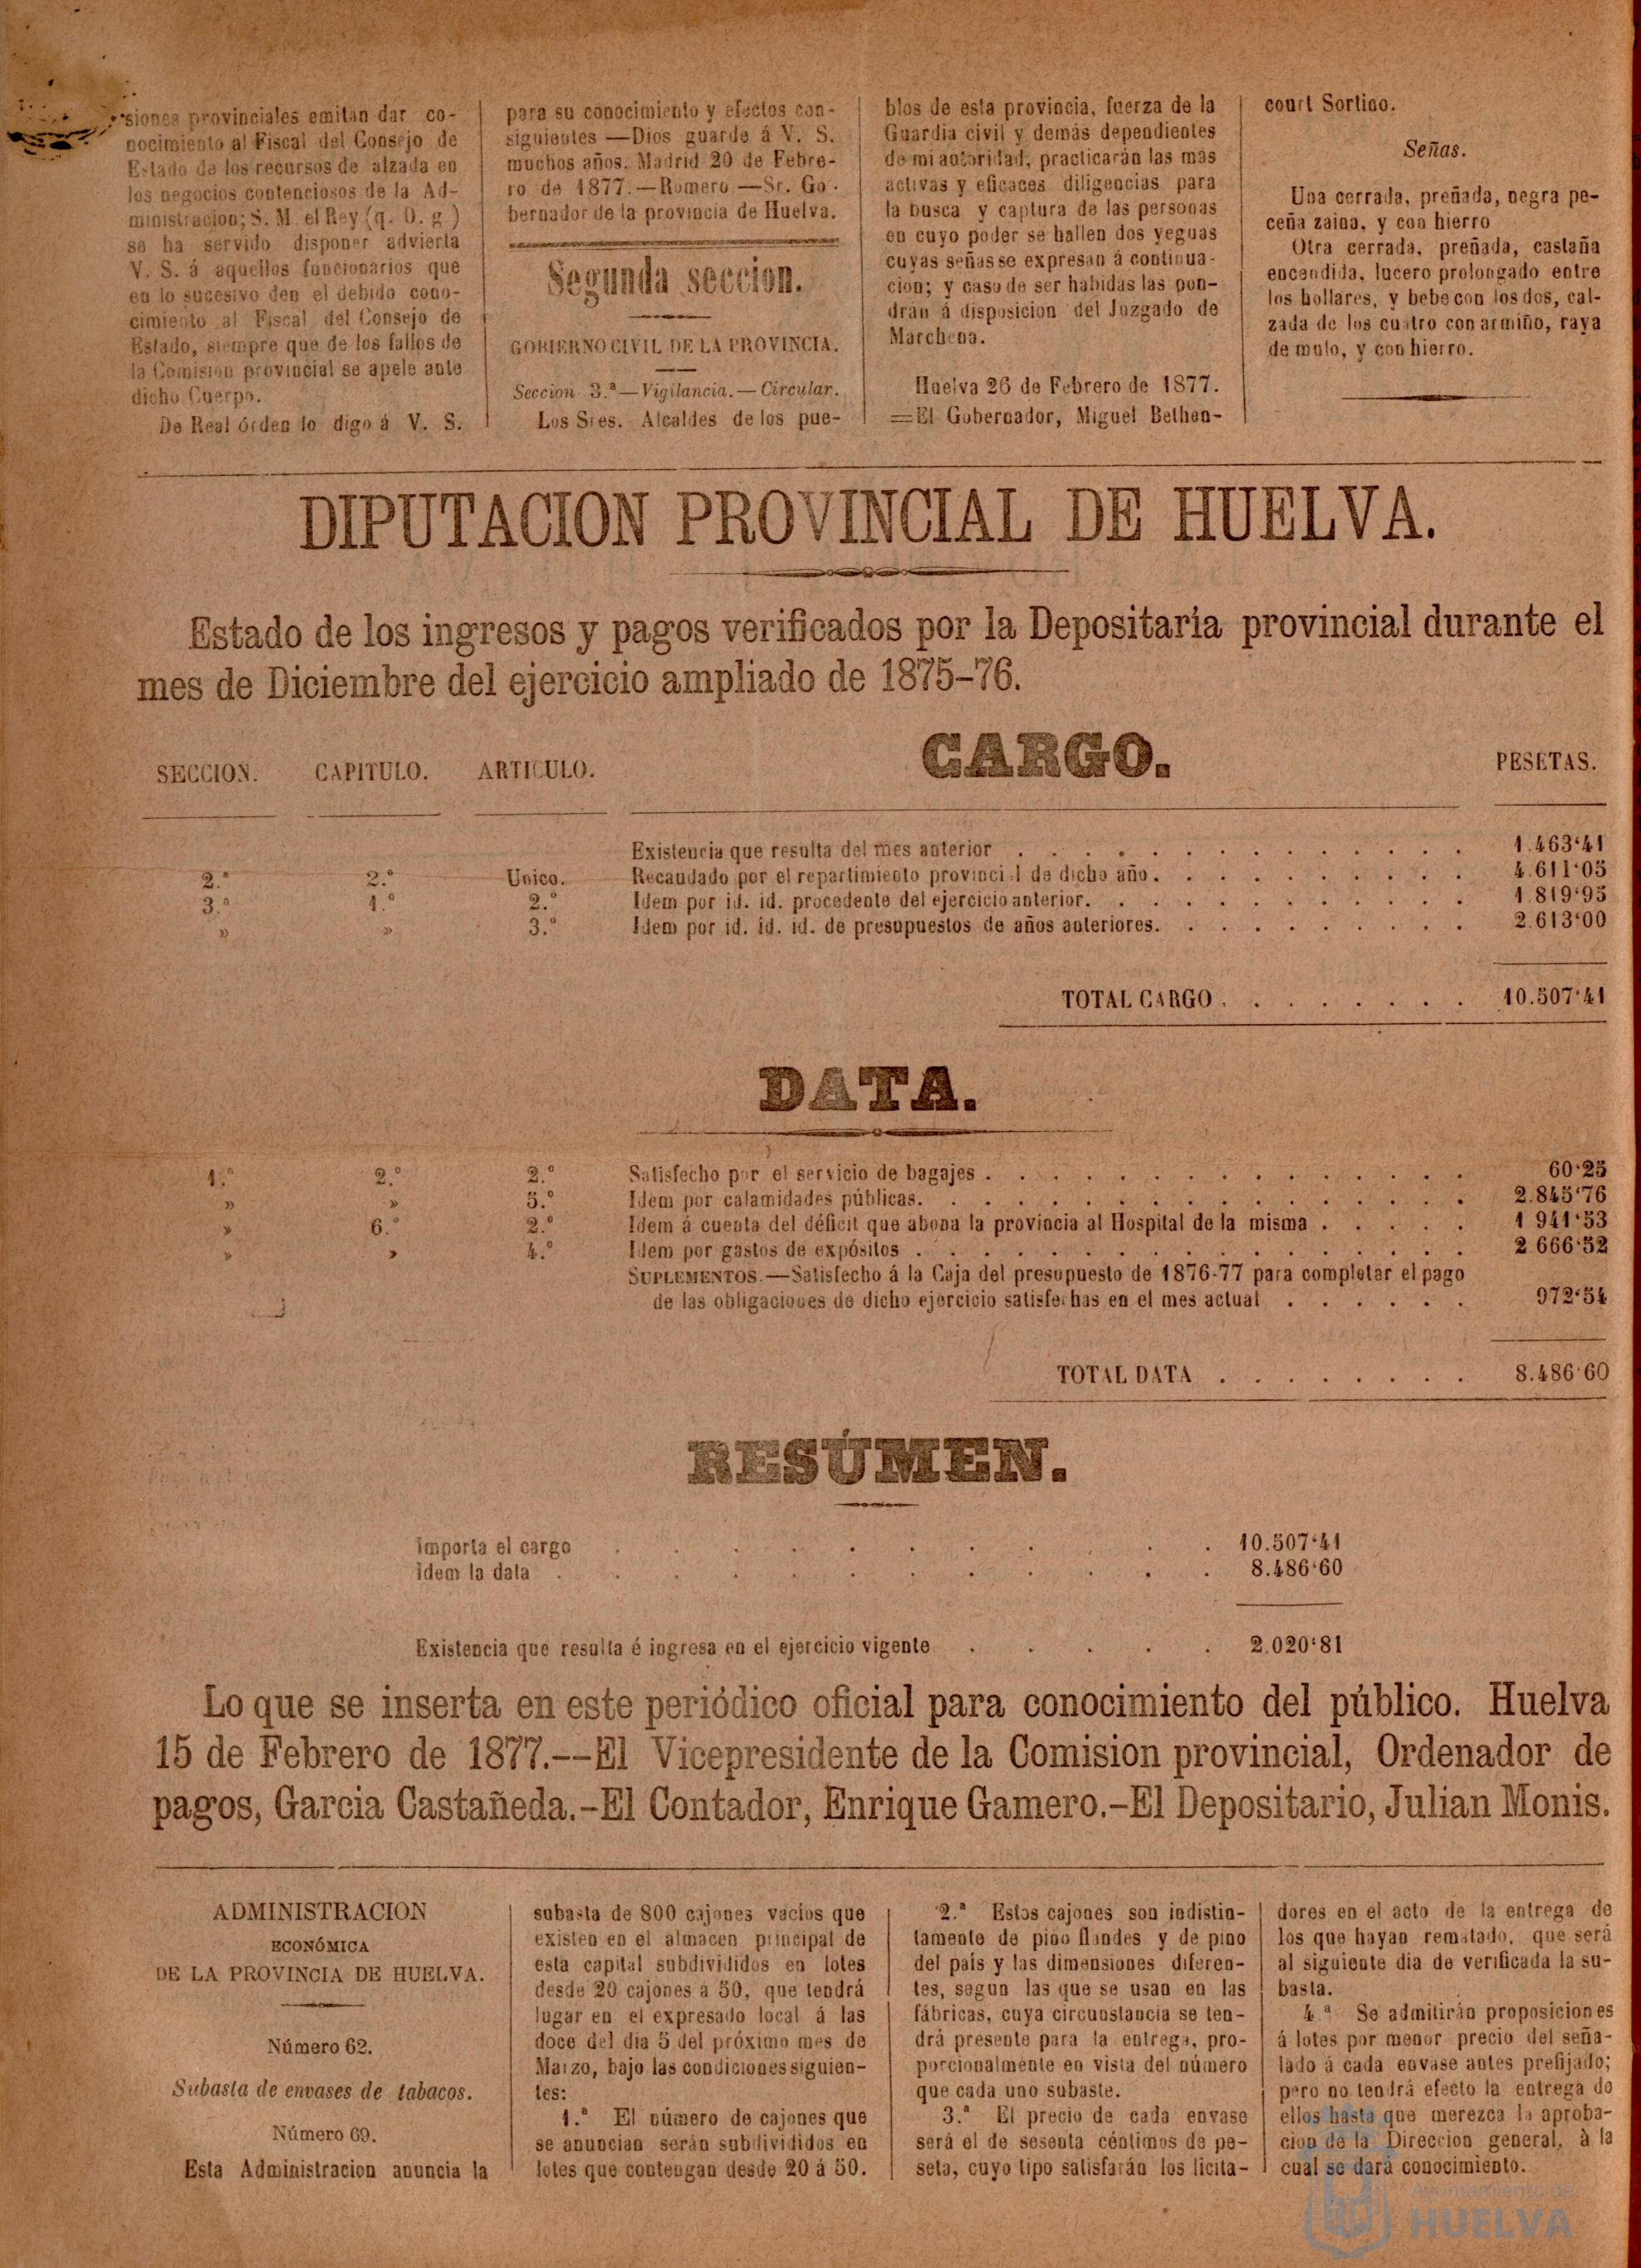 siones provinciales emitan dar co-
nocimiento al Fiscal del Consejo de
Estado de los recursos de alzada en
los negocios contenciosos de la Ad-
ministracion; S. M. el Rey (q. D. g )
se ha servido disponer advierta
V. S. á aquellos funcionarios que
en lo sucesivo den el debido cono-
cimiento al Fiscal del Consejo de
Estado, siempre que de los fallos de
la Comision provincial se apele ante
dicho Cuerpo.
De Real órden lo digo á V. S.
para su conocimiento y efectos con-
siguientes —Dios guarde á V. S.
muchos años. Madrid 20 de Febre-
ro de 1877.—Romero —Sr. Go-
bernador de la provincia de Huelva.
Segunda seccion.
GOBIERNO CIVIL DE LA PROVINCIA.
Seccion 3.ª—Vigilancia.—Circular.
Los Sres. Alcaldes de los pue-
blos de esta provincia, fuerza de la
Guardia civil y demás dependientes
de mi autoridad, practicarán las mas
activas y eficaces diligencias para
la busca y captura de las personas
en cuyo poder se hallen dos yeguas
cuyas señas se expresan á continua-
cion; y caso de ser habidas las pon-
drán á disposicion del Juzgado de
Marchena.
Huelva 26 de Febrero de 1877.
=El Gobernador, Miguel Bethen-
court Sortino.
Señas.
Una cerrada, preñada, negra pe-
ceña zaina, y con hierro
Otra cerrada, preñada, castaña
encendida, lucero prolongado entre
los hollares, y bebe con los dos, cal-
zada de los cuatro con armiño, raya
de mulo, y con hierro.
DIPUTACION PROVINCIAL DE HUELVA.
Estado de los ingresos y pagos verificados por la Depositaría provincial durante el
mes de Diciembre del ejercicio ampliado de 1875-76.
SECCION. CAPITULO. ARTICULO. CARGO. PESETAS.
Existencia que resulta del mes anterior . . . . . . . . . . . . . . 1.463‘41
2.ª 2.º Unico. Recaudado por el repartimiento provincial de dicho año. . . . . . . . . . 4.611‘05
3.ª 1.º 2.º Idem por id. id. procedente del ejercicio anterior. . . . . . . . . . . . 1.819‘95
» » 3.º Idem por id. id. id. de presupuestos de años anteriores. . . . . . . . . . 2.613‘00
TOTAL CARGO . . . . . . . . 10.507‘41
DATA.
1.ª 2.º 2.º Satisfecho por el servicio de bagajes . . . . . . . . . . . . . . . 60‘25
» » 5.º Idem por calamidades públicas. . . . . . . . . . . . . . . . . 2.845‘76
» 6.º 2.º Idem á cuenta del déficit que abona la provincia al Hospital de la misma . . . . . 1 941‘53
» » 4.º Idem por gastos de expósitos . . . . . . . . . . . . . . . . . 2 666‘52
SUPLEMENTOS.—Satisfecho á la Caja del presupuesto de 1876-77 para completar el pago
de las obligaciones de dicho ejercicio satisfechas en el mes actual . . . . . . 972‘54
TOTAL DATA . . . . . . . . 8.486‘60
RESÚMEN.
Importa el cargo . . . . . . . . . . . 10.507‘41
Idem la data . . . . . . . . . . . . 8.486‘60
Existencia que resulta é ingresa en el ejercicio vigente . . . . . 2.020‘81
Lo que se inserta en este periódico oficial para conocimiento del público. Huelva
15 de Febrero de 1877.--El Vicepresidente de la Comision provincial, Ordenador de
pagos, Garcia Castañeda.-El Contador, Enrique Gamero.-El Depositario, Julian Monis.
ADMINISTRACION
ECONÓMICA
DE LA PROVINCIA DE HUELVA.
Número 62.
Subasta de envases de tabacos.
Número 69.
Esta Administracion anuncia la
subasta de 800 cajones vacíos que
existen en el almacen principal de
esta capital subdivididos en lotes
desde 20 cajones á 50, que tendrá
lugar en el expresado local á las
doce del dia 5 del próximo mes de
Marzo, bajo las condiciones siguien-
tes:
1.ª El número de cajones que
se anuncian serán subdivididos en
lotes que contengan desde 20 á 50.
2.ª Estos cajones son indistin-
tamente de pino flandes y de pino
del país y las dimensiones diferen-
tes, segun las que se usan en las
fábricas, cuya circunstancia se ten-
drá presente para la entrega, pro-
porcionalmente en vista del número
que cada uno subaste.
3.ª El precio de cada envase
será el de sesenta céntimos de pe-
seta, cuyo tipo satisfarán los licita-
dores en el acto de la entrega de
los que hayan rematado, que será
al siguiente dia de verificada la su-
basta.
4.ª Se admitirán proposiciones
á lotes por menor precio del seña-
lado á cada envase antes prefijado;
pero no tendrá efecto la entrega de
ellos hasta que merezca la aproba-
cion de la Direccion general, à la
cual se dará conocimiento.
Ayuntamiento de
HUELVA